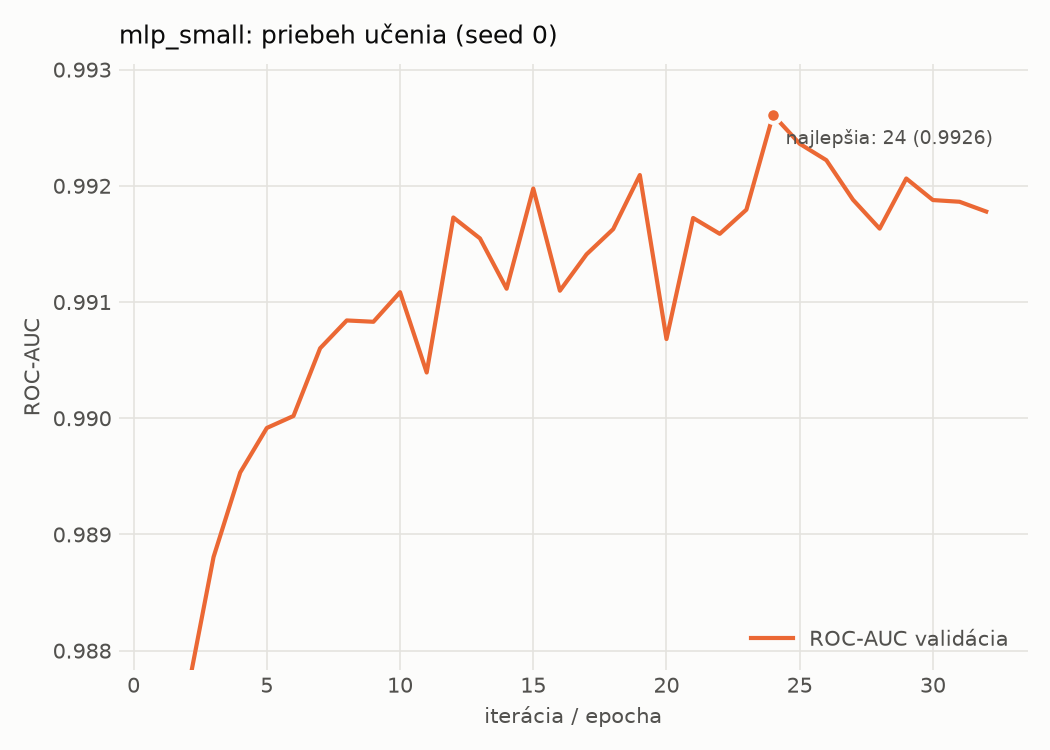 mlp_small: priebeh učenia (seed 0)
0.993
najlepšia: 24 (0.9926)
0.992
0.991
ROC-AUC
0.990
0.989
0.988
ROC-AUC validácia
0 5 10 15 20 25 30
iterácia / epocha